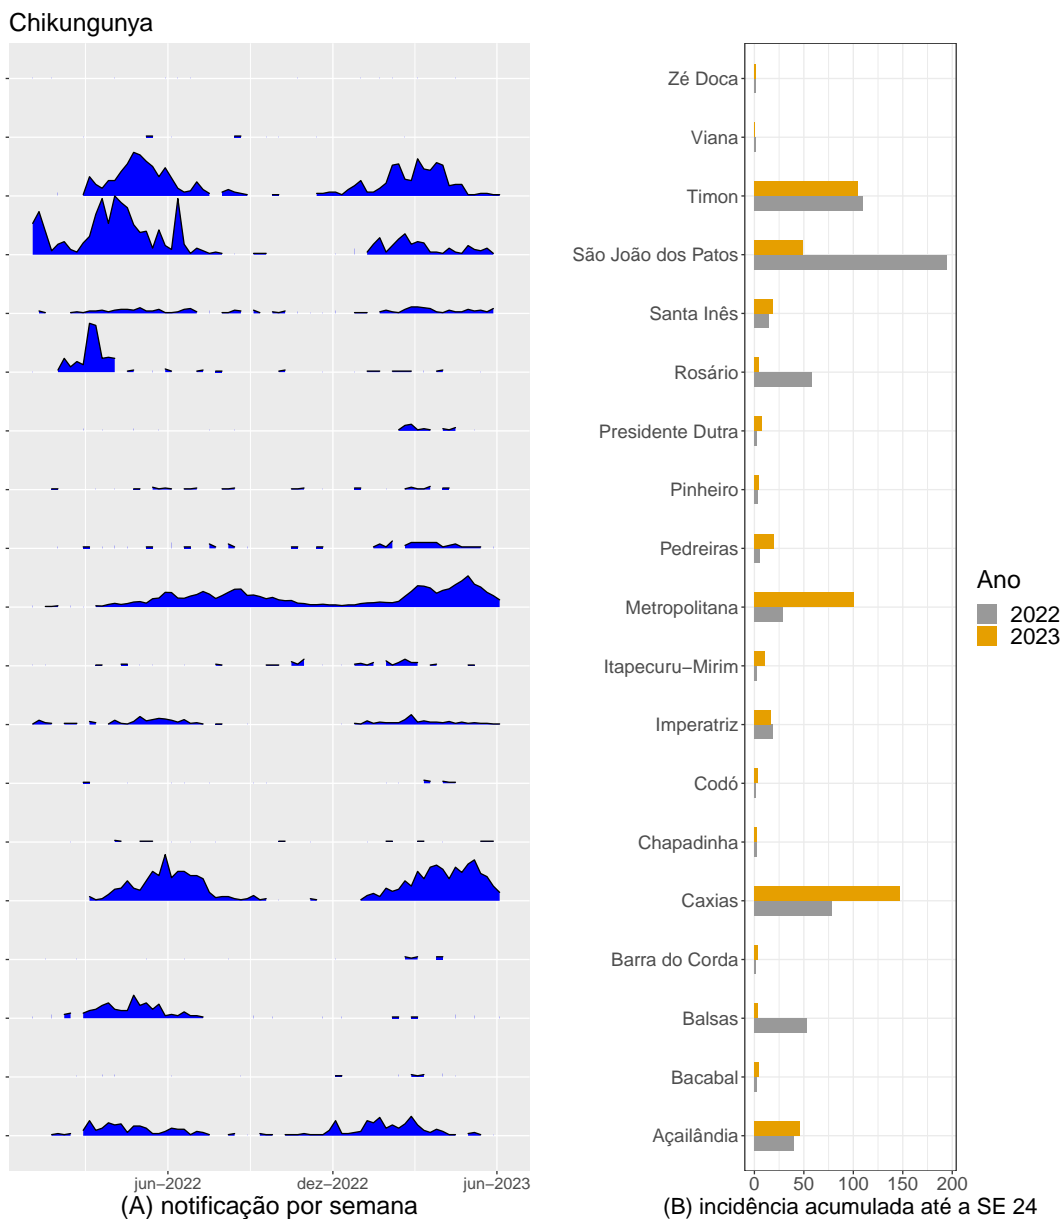 Chikungunya
Zé Doca
Viana
Timon
São João dos Patos
Santa Inês
Rosário
Presidente Dutra
Pinheiro
Pedreiras
Metropolitana
Itapecuru−Mirim
Imperatriz
Codó
Chapadinha
Caxias
Barra do Corda
Balsas
Bacabal
Açailândia
Ano
2022
2023
jun−2022 dez−2022 jun−2023
(A) notificação por semana
0 50 100 150 200
(B) incidência acumulada até a SE 24